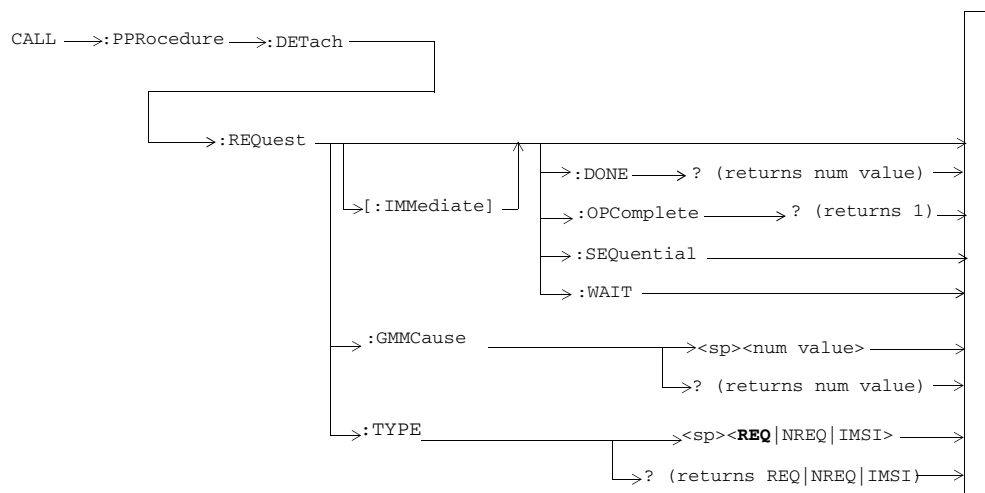 CALL :PPRocedure :DETach
:REQuest
:DONE ? (returns num value)
[:IMMediate]
:OPComplete ? (returns 1)
:SEQuential
:WAIT
:GMMCause <sp><num value>
? (returns num value)
:TYPE <sp><REQ|NREQ|IMSI>
? (returns REQ|NREQ|IMSI)